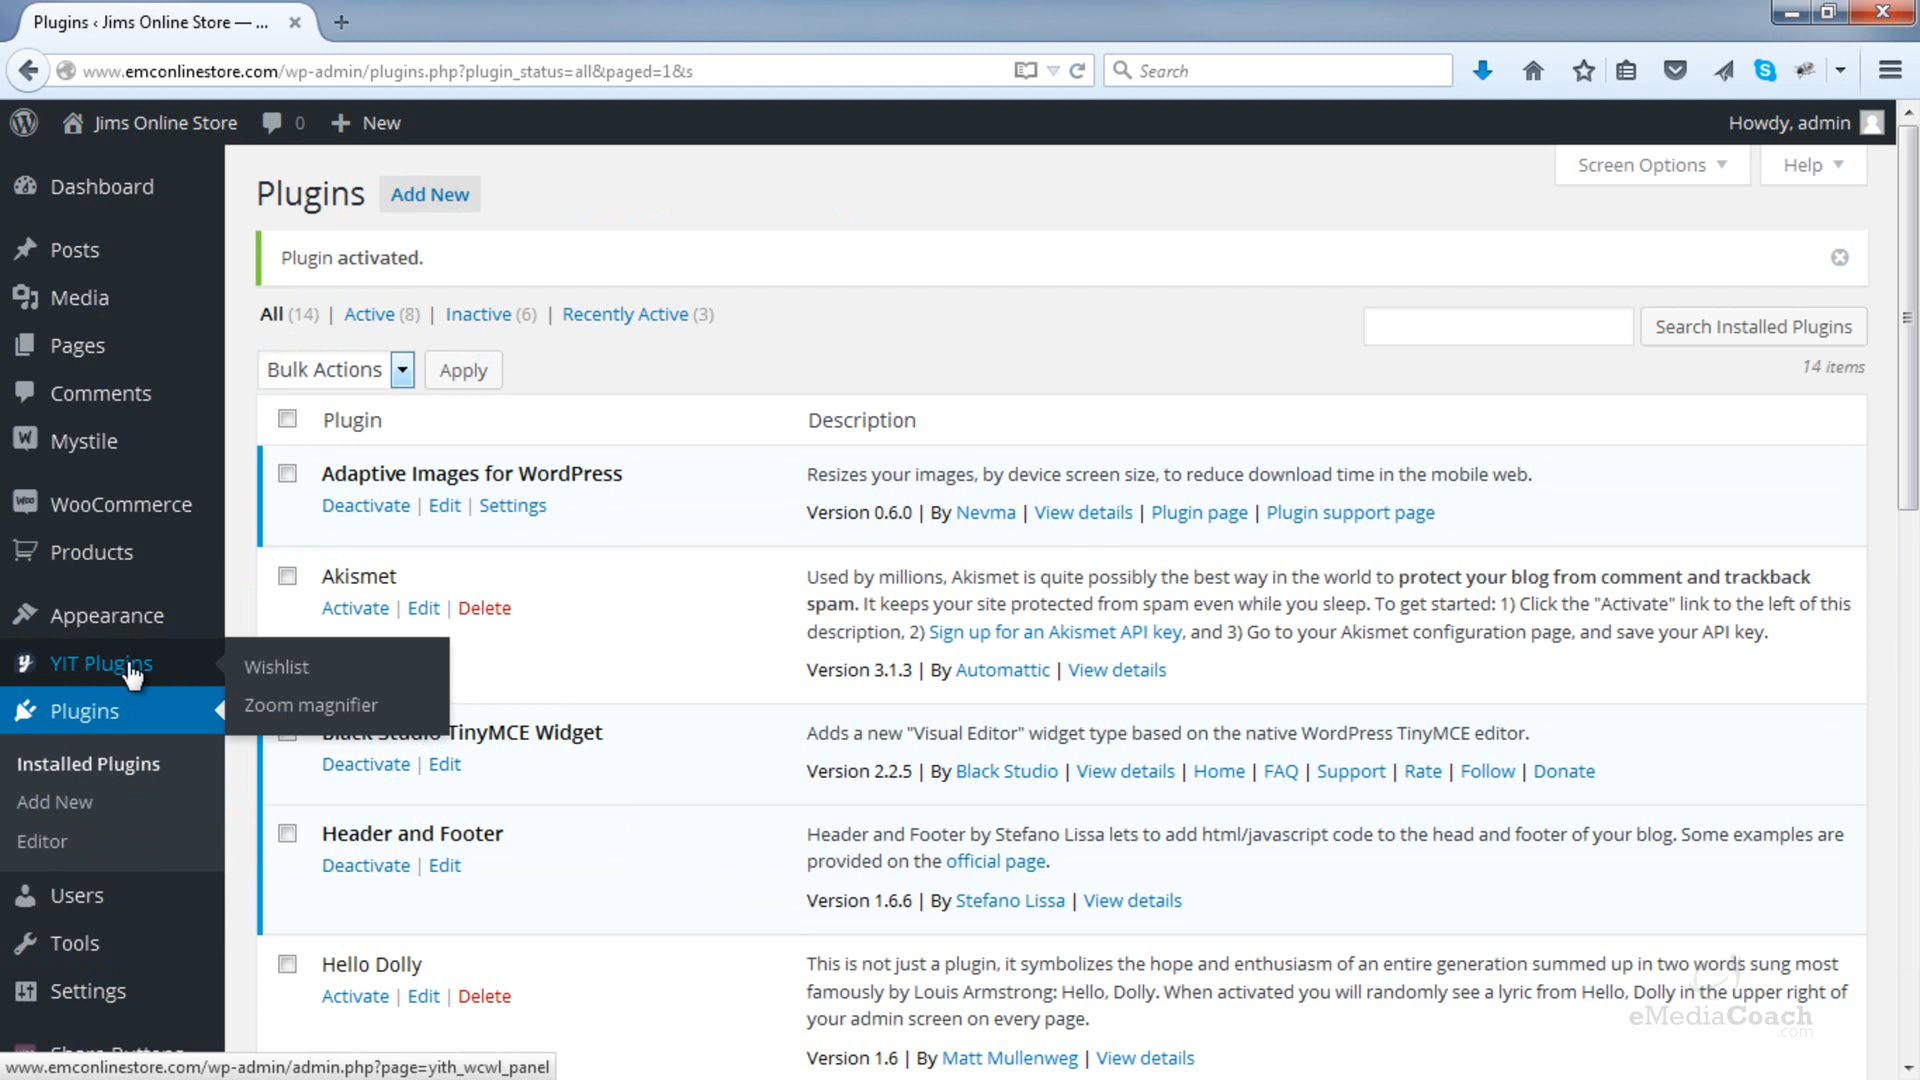 Plugins ‹ Jims Online Store — ...
www.emconlinestore.com/wp-admin/plugins.php?plugin_status=all&paged=1&s
Search
Jims Online Store
0
New
Howdy, admin
Screen Options
Help
Dashboard
Posts
Media
Pages
Comments
Mystile
WooCommerce
Products
Appearance
YIT Plugins
Plugins
Installed Plugins
Add New
Editor
Users
Tools
Settings
Wishlist
Zoom magnifier
Plugins Add New
Plugin activated.
All (14) | Active (8) | Inactive (6) | Recently Active (3)
Search Installed Plugins
Bulk Actions Apply
14 items
Plugin Description
Adaptive Images for WordPress
Deactivate | Edit | Settings
Resizes your images, by device screen size, to reduce download time in the mobile web.
Version 0.6.0 | By Nevma | View details | Plugin page | Plugin support page
Akismet
Activate | Edit | Delete
Used by millions, Akismet is quite possibly the best way in the world to protect your blog from comment and trackback
spam. It keeps your site protected from spam even while you sleep. To get started: 1) Click the "Activate" link to the left of this
description, 2) Sign up for an Akismet API key, and 3) Go to your Akismet configuration page, and save your API key.
Version 3.1.3 | By Automattic | View details
Black Studio TinyMCE Widget
Deactivate | Edit
Adds a new "Visual Editor" widget type based on the native WordPress TinyMCE editor.
Version 2.2.5 | By Black Studio | View details | Home | FAQ | Support | Rate | Follow | Donate
Header and Footer
Deactivate | Edit
Header and Footer by Stefano Lissa lets to add html/javascript code to the head and footer of your blog. Some examples are
provided on the official page.
Version 1.6.6 | By Stefano Lissa | View details
Hello Dolly
Activate | Edit | Delete
This is not just a plugin, it symbolizes the hope and enthusiasm of an entire generation summed up in two words sung most
famously by Louis Armstrong: Hello, Dolly. When activated you will randomly see a lyric from Hello, Dolly in the upper right of
your admin screen on every page.
Version 1.6 | By Matt Mullenweg | View details
eMediaCoach
.com
www.emconlinestore.com/wp-admin/admin.php?page=yith_wcwl_panel